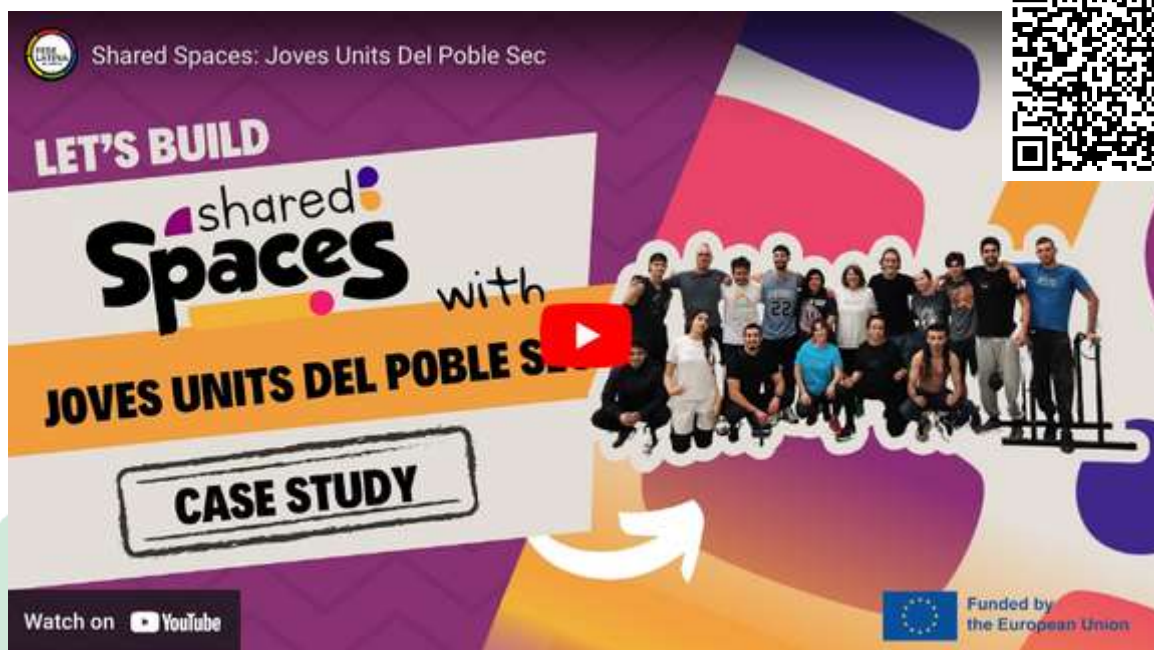 Shared Spaces: Joves Units Del Poble Sec
LET'S BUILD
shared
Spaces
with
JOVES UNITS DEL POBLE
CASE STUDY
22
Watch on YouTube
Funded by
the European Union